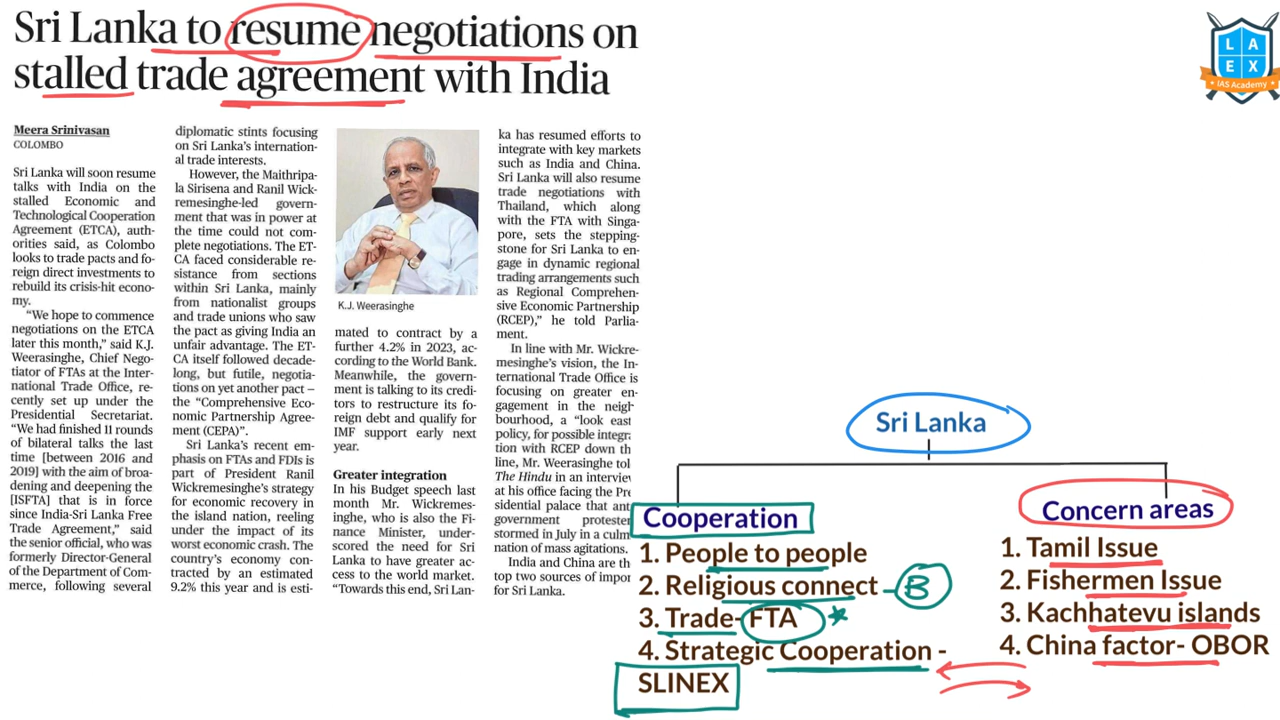 Sri Lanka to resume negotiations on
stalled trade agreement with India
Meera Srinivasan
COLOMBO
Sri Lanka will soon resume
talks with India on the
stalled Economic and
Technological Cooperation
Agreement (ETCA), auth-
orities said, as Colombo
looks to trade pacts and fo-
reign direct investments to
rebuild its crisis-hit econo-
my.
“We hope to commence
negotiations on the ETCA
later this month,” said K.J.
Weerasinghe, Chief Nego-
tiator of FTAs at the Inter-
national Trade Office, re-
cently set up under the
Presidential Secretariat.
“We had finished 11 rounds
of bilateral talks the last
time [between 2016 and
2019] with the aim of broa-
dening and deepening the
[ISFTA] that is in force
since India-Sri Lanka Free
Trade Agreement,” said
the senior official, who was
formerly Director-General
of the Department of Com-
merce, following several
diplomatic stints focusing
on Sri Lanka’s internation-
al trade interests.
However, the Maithripa-
la Sirisena and Ranil Wick-
remesinghe-led govern-
ment that was in power at
the time could not com-
plete negotiations. The ET-
CA faced considerable re-
sistance from sections
within Sri Lanka, mainly
from nationalist groups
and trade unions who saw
the pact as giving India an
unfair advantage. The ET-
CA itself followed decade-
long, but futile, negotia-
tions on yet another pact –
the “Comprehensive Eco-
nomic Partnership Agree-
ment (CEPA)”.
Sri Lanka’s recent em-
phasis on FTAs and FDIs is
part of President Ranil
Wickremesinghe’s strategy
for economic recovery in
the island nation, reeling
under the impact of its
worst economic crash. The
country’s economy con-
tracted by an estimated
9.2% this year and is esti-
K.J. Weerasinghe
mated to contract by a
further 4.2% in 2023, ac-
cording to the World Bank.
Meanwhile, the govern-
ment is talking to its credi-
tors to restructure its fo-
reign debt and qualify for
IMF support early next
year.
Greater integration
In his Budget speech last
month Mr. Wickremes-
inghe, who is also the Fi-
nance Minister, under-
scored the need for Sri
Lanka to have greater ac-
cess to the world market.
“Towards this end, Sri Lan-
ka has resumed efforts to
integrate with key markets
such as India and China.
Sri Lanka will also resume
trade negotiations with
Thailand, which along
with the FTA with Singa-
pore, sets the stepping-
stone for Sri Lanka to en-
gage in dynamic regional
trading arrangements such
as Regional Comprehen-
sive Economic Partnership
(RCEP),” he told Parlia-
ment.
In line with Mr. Wickre-
mesinghe’s vision, the In-
ternational Trade Office is
focusing on greater en-
gagement in the neigh
bourhood, a “look east
policy, for possible integra
tion with RCEP down th
line, Mr. Weerasinghe tol
The Hindu in an interview
at his office facing the Pre
sidential palace that ant
government protester
stormed in July in a culm
nation of mass agitations.
India and China are th
top two sources of impor
for Sri Lanka.
LAEX
IAS Academy
Sri Lanka
Cooperation
1. People to people
2. Religious connect - B
3. Trade- FTA
4. Strategic Cooperation -
SLINEX
Concern areas
1. Tamil Issue
2. Fishermen Issue
3. Kachhatevu islands
4. China factor- OBOR